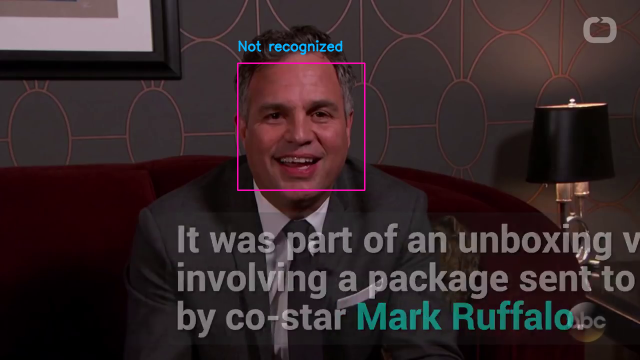 Not recognized
It was part of an unboxing
involving a package sent to
by co-star Mark Ruffalo.
abc